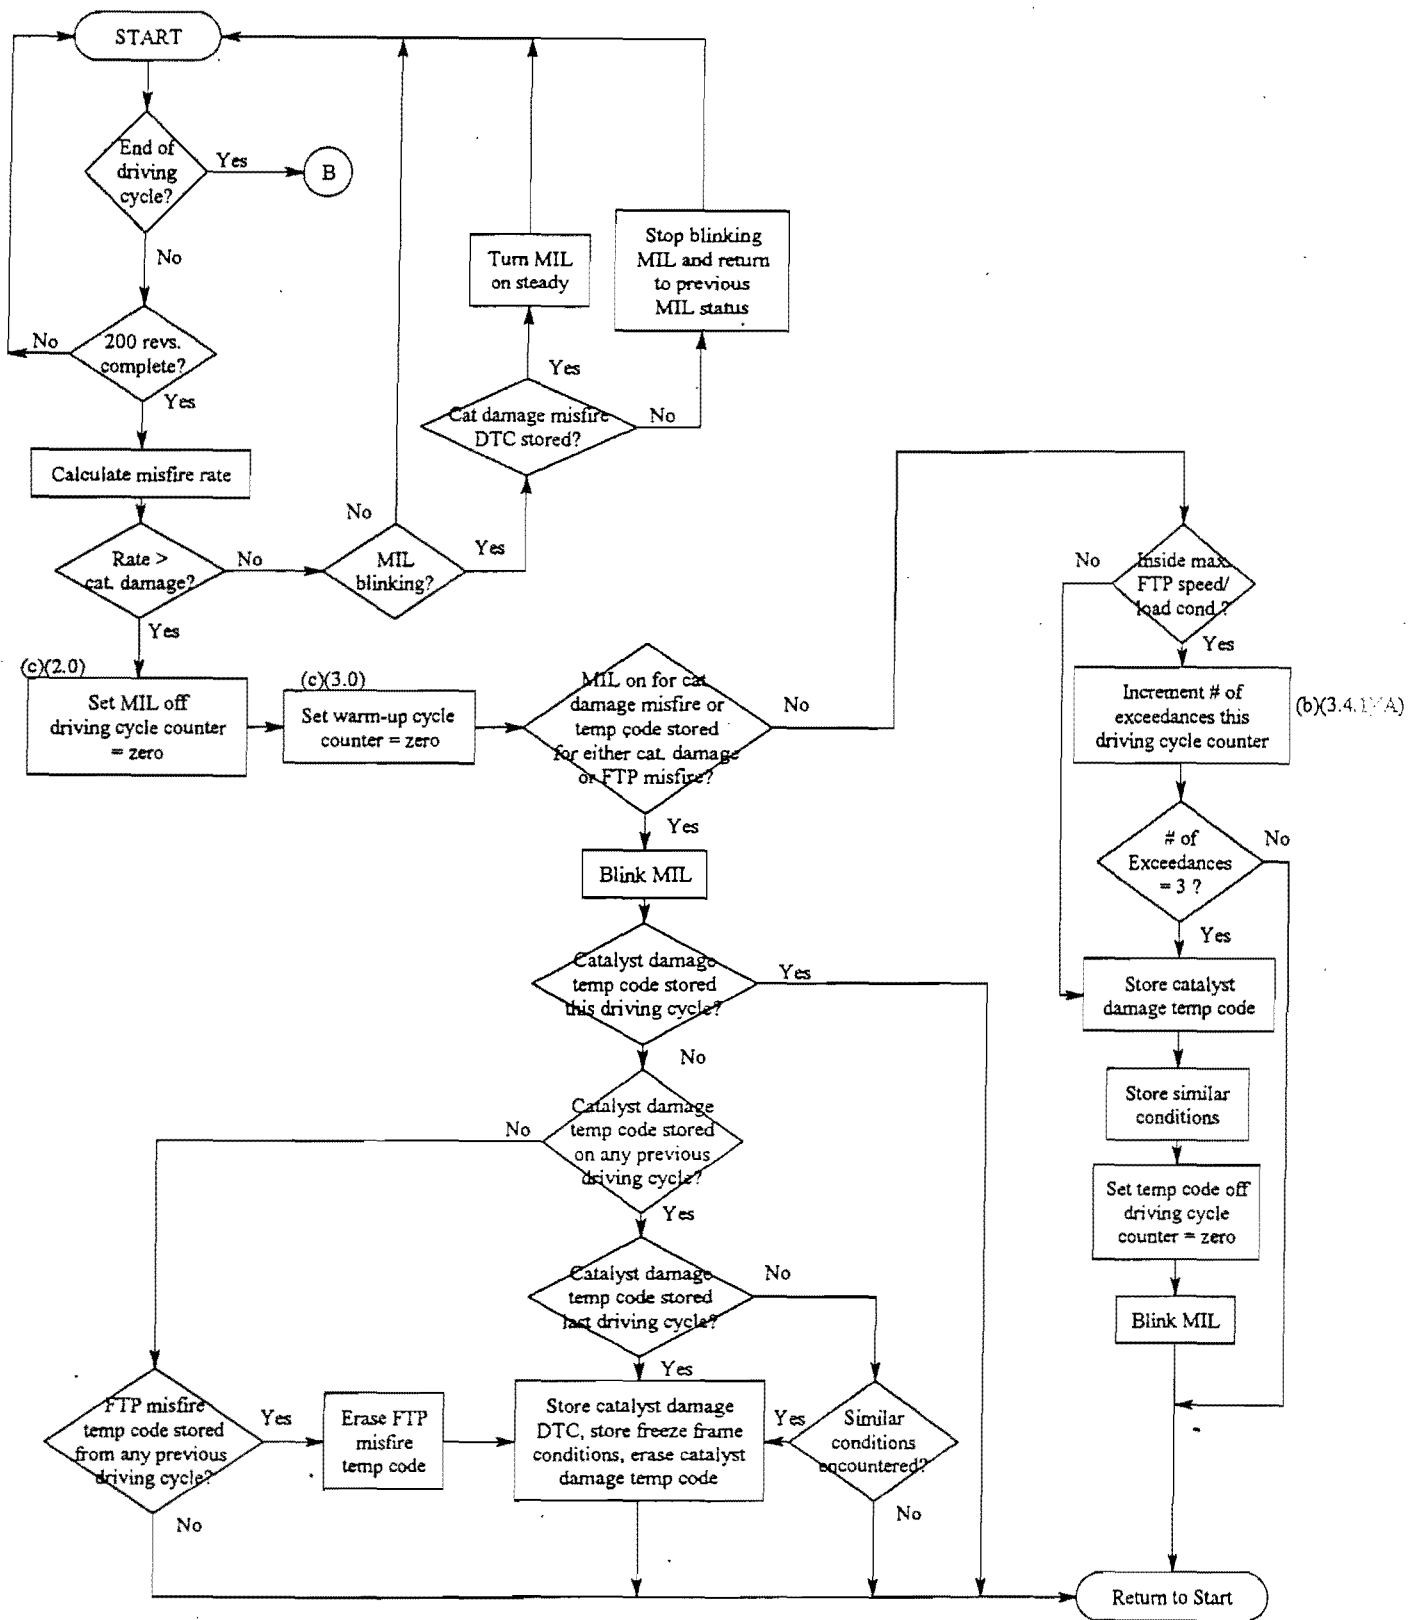 START
End of
driving
cycle?
Yes
B
No
200 revs.
complete?
No
Yes
Calculate misfire rate
Rate >
cat. damage?
No
Yes
MIL
blinking?
No
Yes
Cat damage misfire
DTC stored?
Yes
No
Turn MIL
on steady
Stop blinking
MIL and return
to previous
MIL status
(c)(2.0)
Set MIL off
driving cycle counter
= zero
(c)(3.0)
Set warm-up cycle
counter = zero
MIL on for cat
damage misfire or
temp code stored
for either cat. damage
or FTP misfire?
No
Yes
Inside max.
FTP speed/
load cond.?
No
Yes
Increment # of
exceedances this
driving cycle counter
(b)(3.4.1)(A)
# of
Exceedances
= 3 ?
No
Yes
Store catalyst
damage temp code
Store similar
conditions
Set temp code off
driving cycle
counter = zero
Blink MIL
Blink MIL
Catalyst damage
temp code stored
this driving cycle?
Yes
No
Catalyst damage
temp code stored
on any previous
driving cycle?
No
Yes
Catalyst damage
temp code stored
last driving cycle?
No
Yes
FTP misfire
temp code stored
from any previous
driving cycle?
Yes
No
Erase FTP
misfire
temp code
Store catalyst damage
DTC, store freeze frame
conditions, erase catalyst
damage temp code
Similar
conditions
encountered?
Yes
No
Return to Start